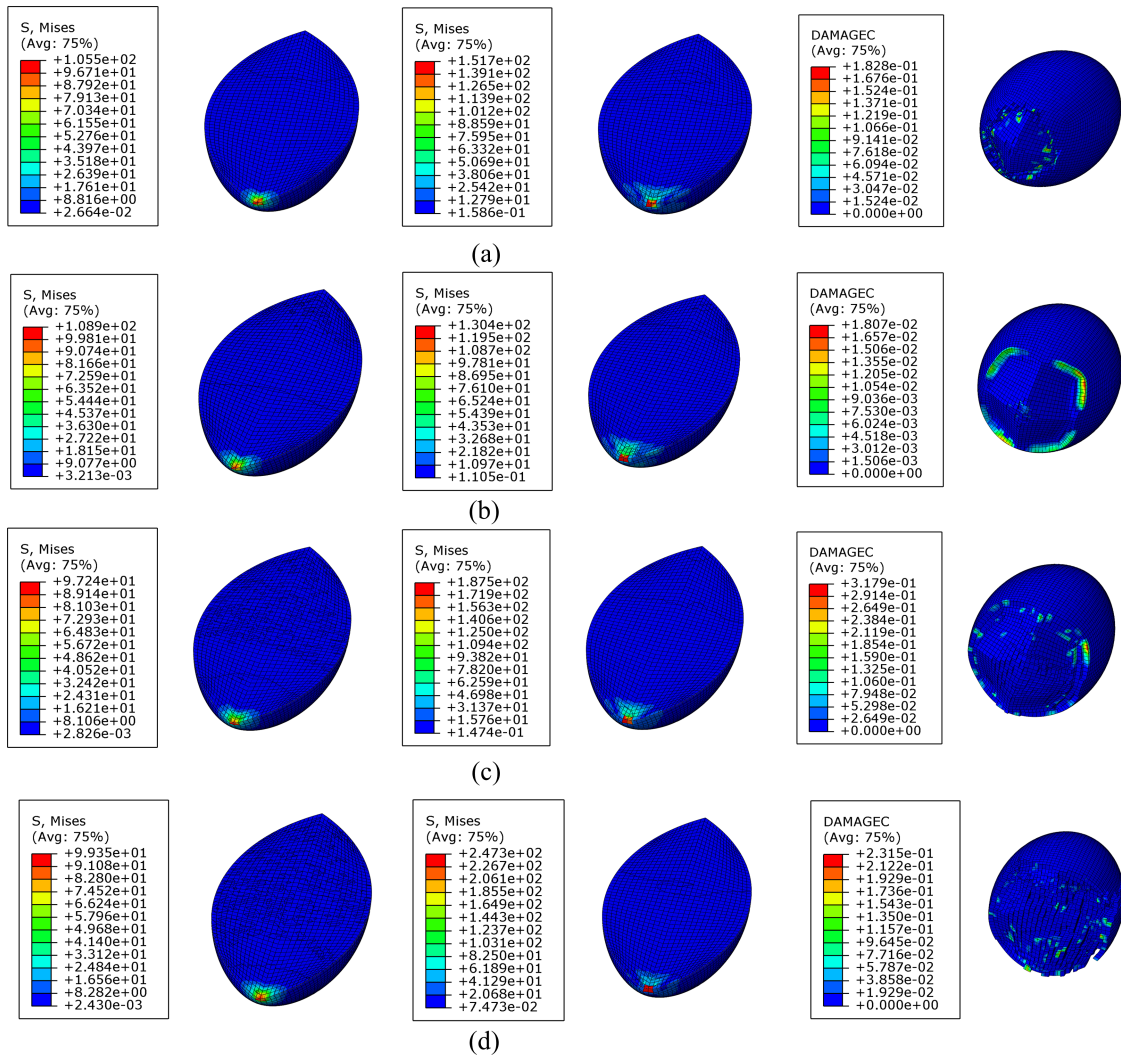 S, Mises
(Avg: 75%)
+1.055e+02
+9.671e+01
+8.792e+01
+7.913e+01
+7.034e+01
+6.155e+01
+5.276e+01
+4.397e+01
+3.518e+01
+2.639e+01
+1.761e+01
+8.816e+00
+2.664e-02
S, Mises
(Avg: 75%)
+1.517e+02
+1.391e+02
+1.265e+02
+1.139e+02
+1.012e+02
+8.859e+01
+7.595e+01
+6.332e+01
+5.069e+01
+3.806e+01
+2.542e+01
+1.279e+01
+1.586e-01
DAMAGEC
(Avg: 75%)
+1.828e-01
+1.676e-01
+1.524e-01
+1.371e-01
+1.219e-01
+1.066e-01
+9.141e-02
+7.618e-02
+6.094e-02
+4.571e-02
+3.047e-02
+1.524e-02
+0.000e+00
(a)
S, Mises
(Avg: 75%)
+1.089e+02
+9.981e+01
+9.074e+01
+8.166e+01
+7.259e+01
+6.352e+01
+5.444e+01
+4.537e+01
+3.630e+01
+2.722e+01
+1.815e+01
+9.077e+00
+3.213e-03
S, Mises
(Avg: 75%)
+1.304e+02
+1.195e+02
+1.087e+02
+9.781e+01
+8.695e+01
+7.610e+01
+6.524e+01
+5.439e+01
+4.353e+01
+3.268e+01
+2.182e+01
+1.097e+01
+1.105e-01
DAMAGEC
(Avg: 75%)
+1.807e-02
+1.657e-02
+1.506e-02
+1.355e-02
+1.205e-02
+1.054e-02
+9.036e-03
+7.530e-03
+6.024e-03
+4.518e-03
+3.012e-03
+1.506e-03
+0.000e+00
(b)
S, Mises
(Avg: 75%)
+9.724e+01
+8.914e+01
+8.103e+01
+7.293e+01
+6.483e+01
+5.672e+01
+4.862e+01
+4.052e+01
+3.242e+01
+2.431e+01
+1.621e+01
+8.106e+00
+2.826e-03
S, Mises
(Avg: 75%)
+1.875e+02
+1.719e+02
+1.563e+02
+1.406e+02
+1.250e+02
+1.094e+02
+9.382e+01
+7.820e+01
+6.259e+01
+4.698e+01
+3.137e+01
+1.576e+01
+1.474e-01
DAMAGEC
(Avg: 75%)
+3.179e-01
+2.914e-01
+2.649e-01
+2.384e-01
+2.119e-01
+1.854e-01
+1.590e-01
+1.325e-01
+1.060e-01
+7.948e-02
+5.298e-02
+2.649e-02
+0.000e+00
(c)
S, Mises
(Avg: 75%)
+9.935e+01
+9.108e+01
+8.280e+01
+7.452e+01
+6.624e+01
+5.796e+01
+4.968e+01
+4.140e+01
+3.312e+01
+2.484e+01
+1.656e+01
+8.282e+00
+2.430e-03
S, Mises
(Avg: 75%)
+2.473e+02
+2.267e+02
+2.061e+02
+1.855e+02
+1.649e+02
+1.443e+02
+1.237e+02
+1.031e+02
+8.250e+01
+6.189e+01
+4.129e+01
+2.068e+01
+7.473e-02
DAMAGEC
(Avg: 75%)
+2.315e-01
+2.122e-01
+1.929e-01
+1.736e-01
+1.543e-01
+1.350e-01
+1.157e-01
+9.645e-02
+7.716e-02
+5.787e-02
+3.858e-02
+1.929e-02
+0.000e+00
(d)